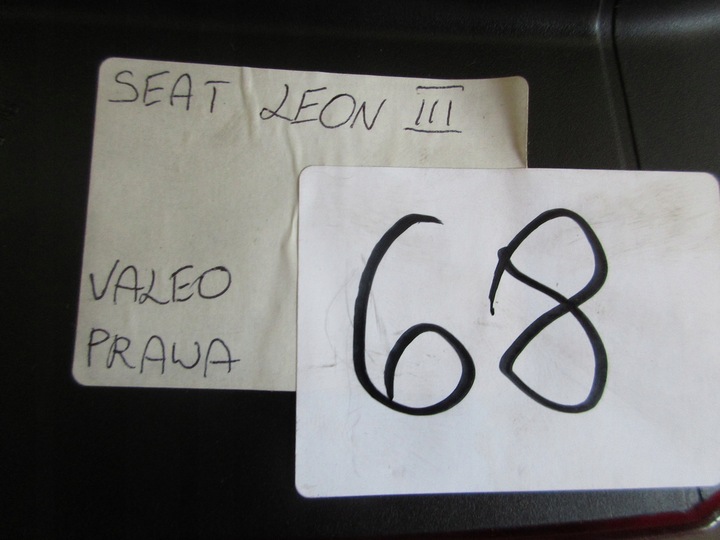 SEAT LEON III
VALEO
PRAWA
68